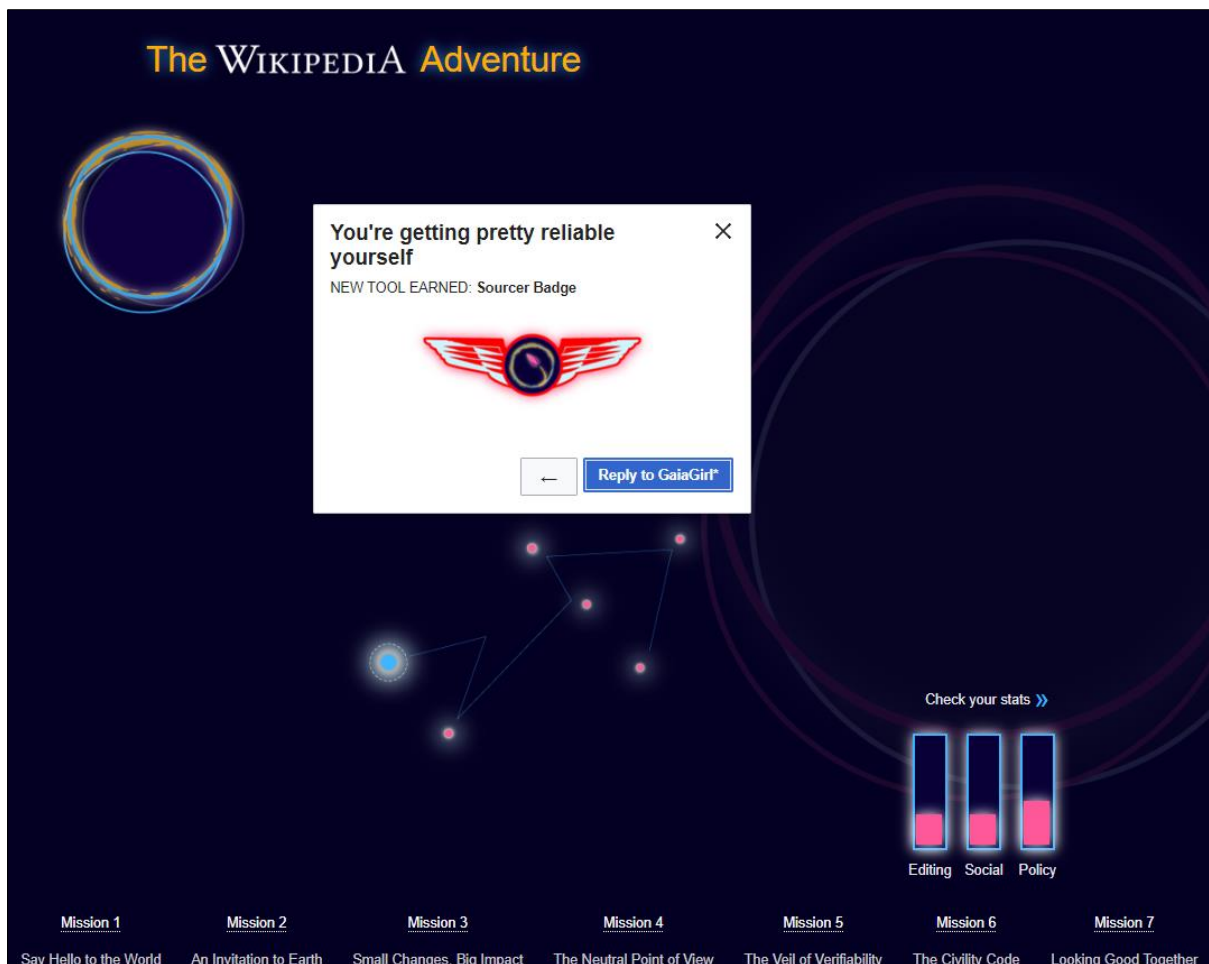 The WIKIPEDIA Adventure
You're getting pretty reliable
yourself
NEW TOOL EARNED: Sourcer Badge
← Reply to GaiaGirl*
Check your stats »
Editing Social Policy
Mission 1 Mission 2 Mission 3 Mission 4 Mission 5 Mission 6 Mission 7
Say Hello to the World An Invitation to Earth Small Changes, Big Impact The Neutral Point of View The Veil of Verifiability The Civility Code Looking Good Together